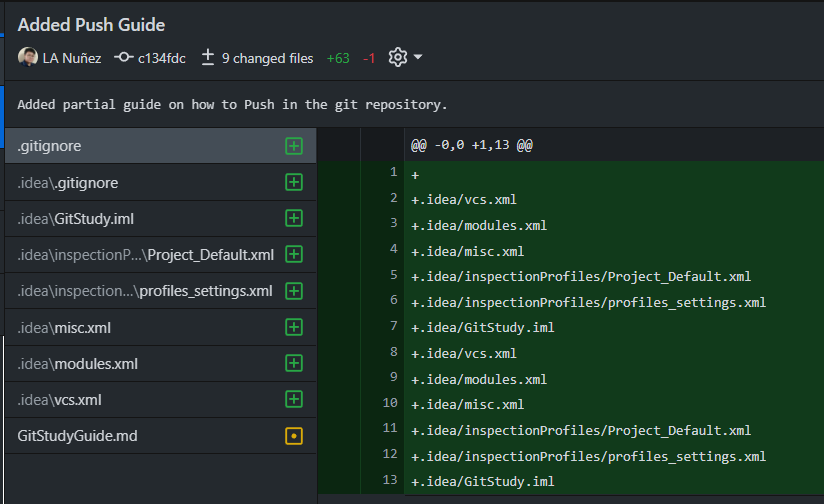 Added Push Guide
LA Nuñez c134fdc 9 changed files +63 -1
Added partial guide on how to Push in the git repository.
.gitignore
.idea\.gitignore
.idea\GitStudy.iml
.idea\inspectionP...\Project_Default.xml
.idea\inspection...\profiles_settings.xml
.idea\misc.xml
.idea\modules.xml
.idea\vcs.xml
GitStudyGuide.md
@@ -0,0 +1,13 @@
1 +
2 +.idea/vcs.xml
3 +.idea/modules.xml
4 +.idea/misc.xml
5 +.idea/inspectionProfiles/Project_Default.xml
6 +.idea/inspectionProfiles/profiles_settings.xml
7 +.idea/GitStudy.iml
8 +.idea/vcs.xml
9 +.idea/modules.xml
10 +.idea/misc.xml
11 +.idea/inspectionProfiles/Project_Default.xml
12 +.idea/inspectionProfiles/profiles_settings.xml
13 +.idea/GitStudy.iml